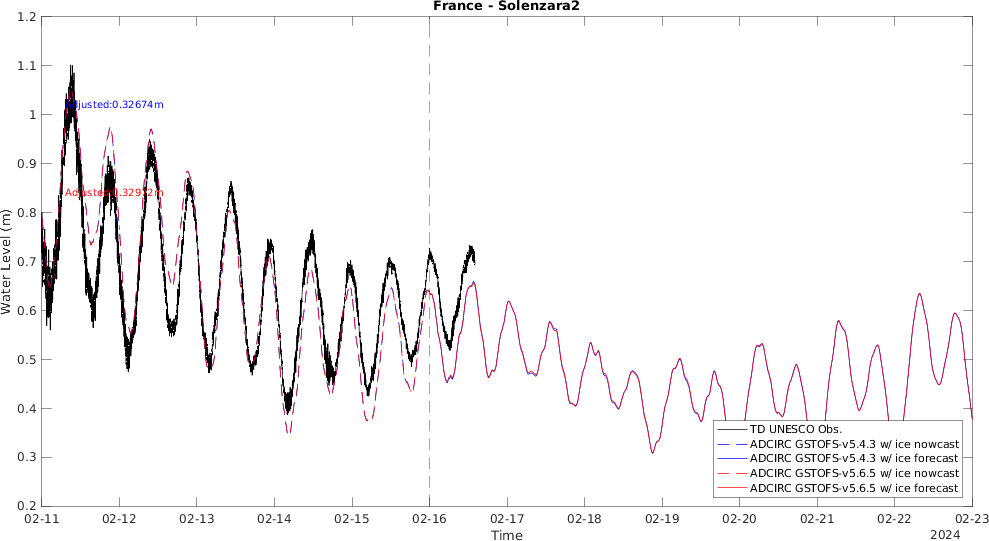 France - Solenzara2
1.2
1.1
1
0.9
0.8
0.7
0.6
0.5
0.4
0.3
0.2
Water Level (m)
Adjusted:0.32674m
TD UNESCO Obs.
ADCIRC GSTOFS-v5.4.3 w/ ice nowcast
ADCIRC GSTOFS-v5.4.3 w/ ice forecast
ADCIRC GSTOFS-v5.6.5 w/ ice nowcast
ADCIRC GSTOFS-v5.6.5 w/ ice forecast
02-11 02-12 02-13 02-14 02-15 02-16 02-17 02-18 02-19 02-20 02-21 02-22 02-23
Time
2024